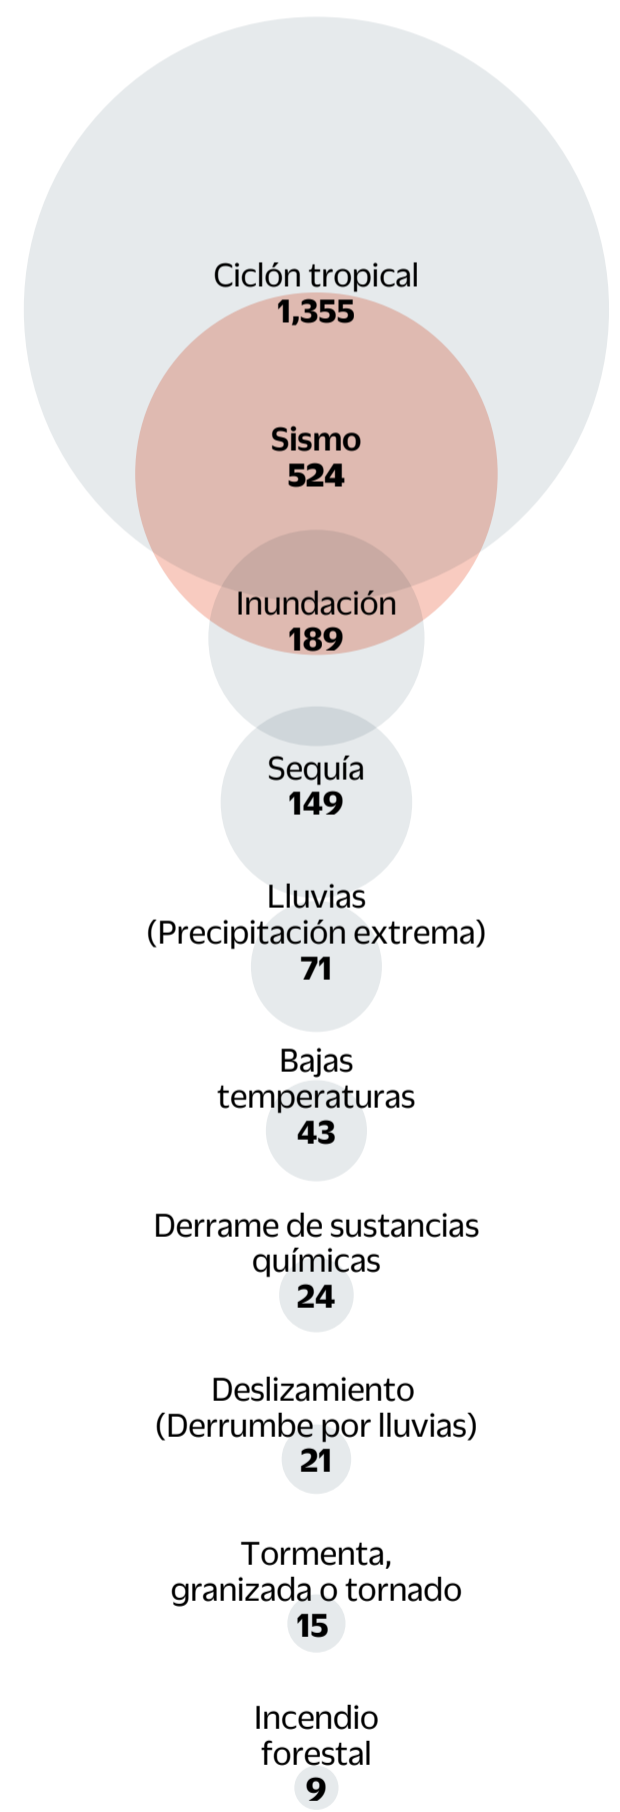 Ciclón tropical
1,355
Sismo
524
Inundación
189
Sequía
149
Lluvias
(Precipitación extrema)
71
Bajas
temperaturas
43
Derrame de sustancias
químicas
24
Deslizamiento
(Derrumbe por lluvias)
21
Tormenta,
granizada o tornado
15
Incendio
forestal
9